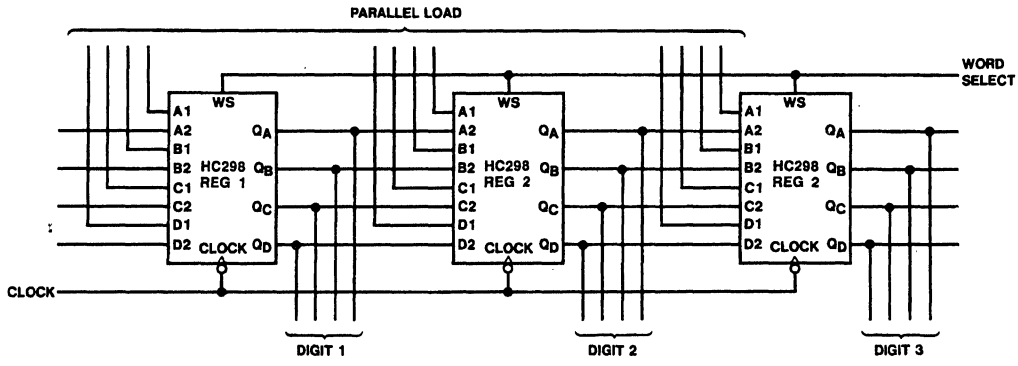 PARALLEL LOAD
WORD
SELECT
WS
A1
A2
B1
B2
C1
C2
D1
D2
HC298
REG 1
QA
QB
QC
QD
CLOCK
WS
A1
A2
B1
B2
C1
C2
D1
D2
HC298
REG 2
QA
QB
QC
QD
CLOCK
WS
A1
A2
B1
B2
C1
C2
D1
D2
HC298
REG 2
QA
QB
QC
QD
CLOCK
CLOCK
DIGIT 1
DIGIT 2
DIGIT 3